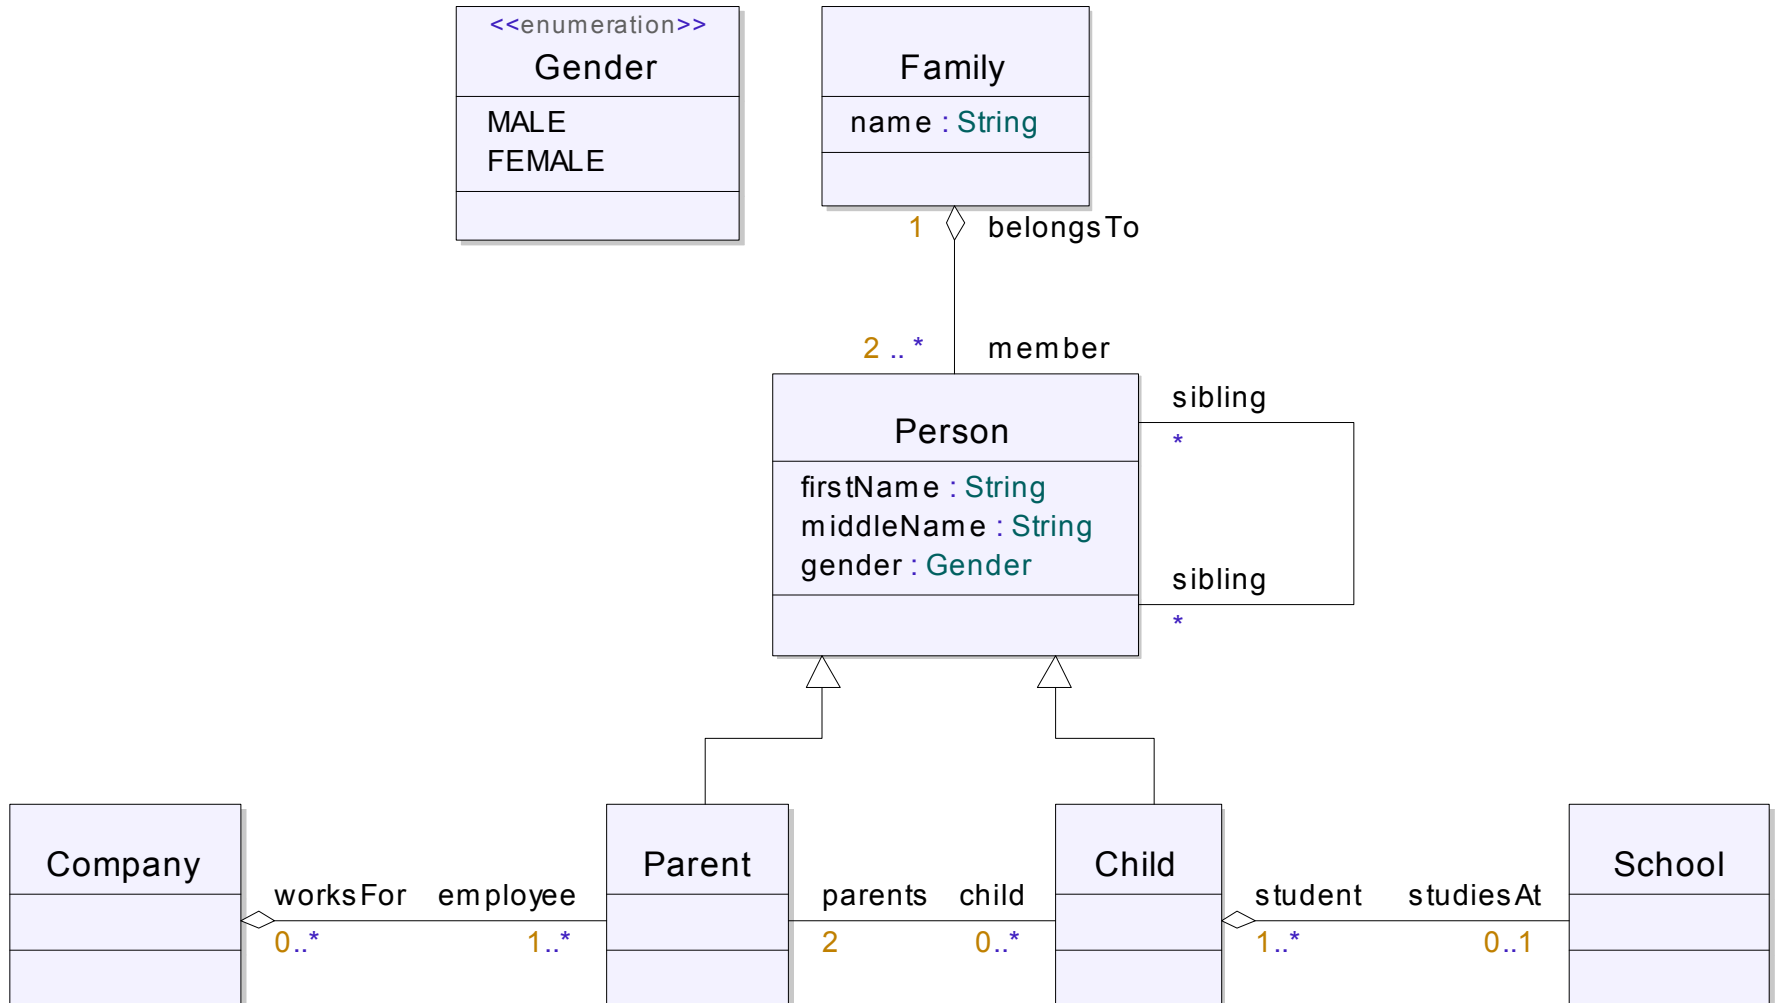 <<enumeration>>
Gender
MALE
FEMALE
Family
name : String
1
belongsTo
2 .. *
member
Person
firstName : String
middleName : String
gender : Gender
sibling
*
sibling
*
Company
worksFor
0..*
employee
1..*
Parent
parents
2
child
0..*
Child
student
1..*
studiesAt
0..1
School